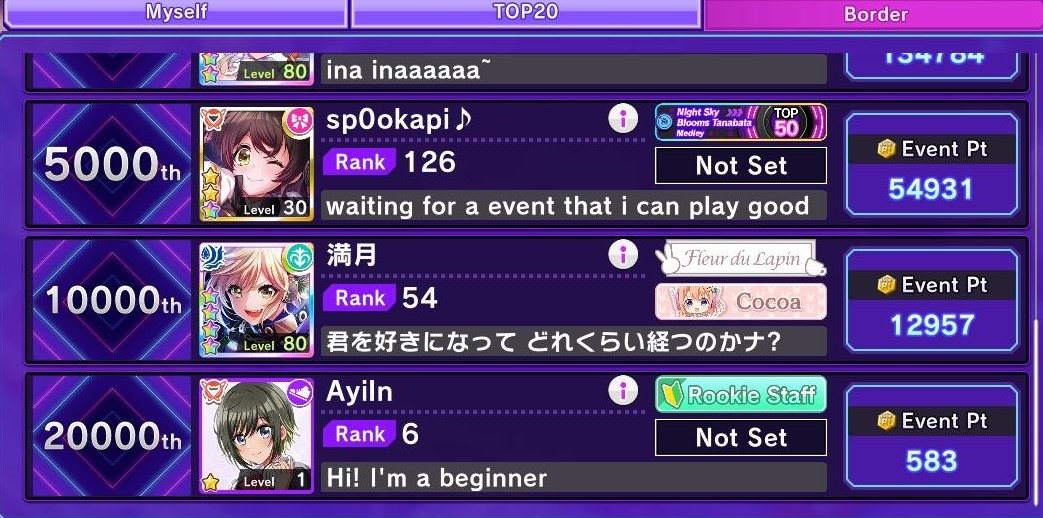 Myself
TOP20
Border
Level 80
ina inaaaaaa~
134784
5000th
Level 30
sp0okapi♪
Rank 126
waiting for a event that i can play good
Night Sky
Blooms Tanabata
Medley
TOP
50
Not Set
Event Pt
54931
10000th
Level 80
満月
Rank 54
君を好きになって どれくらい経つのかナ?
Fleur du Lapin
Cocoa
Event Pt
12957
20000th
Level 1
Ayiln
Rank 6
Hi! I'm a beginner
Rookie Staff
Not Set
Event Pt
583